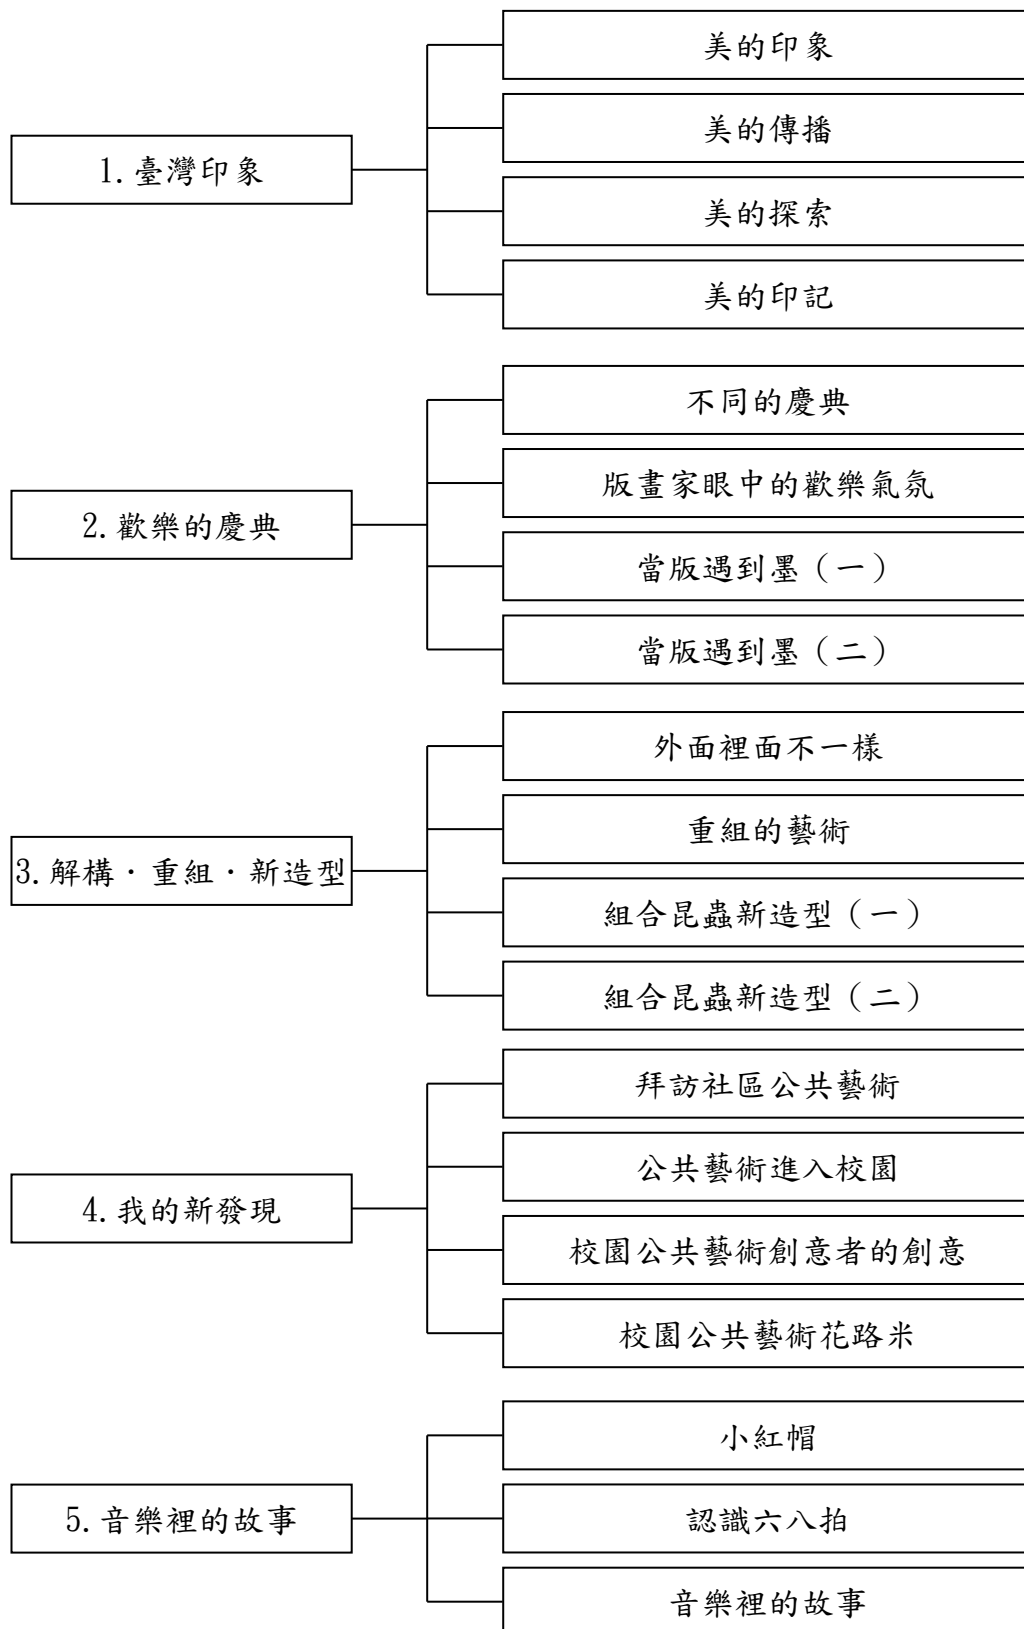 1.臺灣印象
美的印象
美的傳播
美的探索
美的印記
2.歡樂的慶典
不同的慶典
版畫家眼中的歡樂氣氛
當版遇到墨（一）
當版遇到墨（二）
3.解構．重組．新造型
外面裡面不一樣
重組的藝術
組合昆蟲新造型（一）
組合昆蟲新造型（二）
4.我的新發現
拜訪社區公共藝術
公共藝術進入校園
校園公共藝術創意者的創意
校園公共藝術花路米
5.音樂裡的故事
小紅帽
認識六八拍
音樂裡的故事